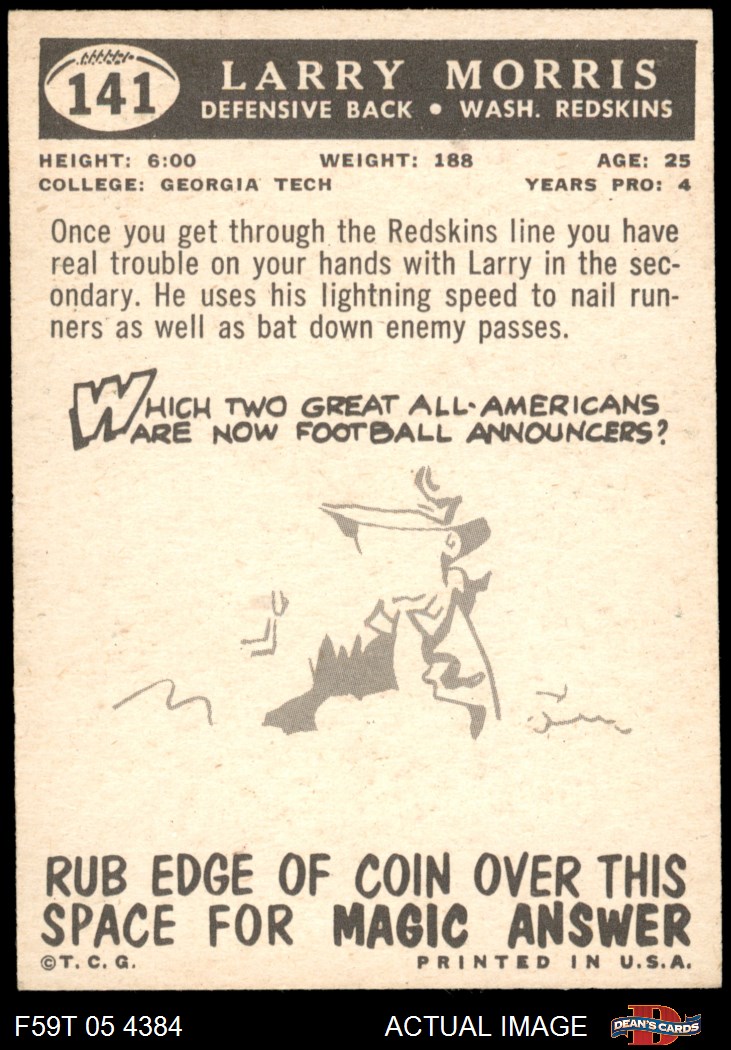 141
LARRY MORRIS
DEFENSIVE BACK • WASH. REDSKINS
HEIGHT: 6:00 WEIGHT: 188 AGE: 25
COLLEGE: GEORGIA TECH YEARS PRO: 4
Once you get through the Redskins line you have
real trouble on your hands with Larry in the sec-
ondary. He uses his lightning speed to nail run-
ners as well as bat down enemy passes.
WHICH TWO GREAT ALL-AMERICANS
ARE NOW FOOTBALL ANNOUNCERS?
RUB EDGE OF COIN OVER THIS
SPACE FOR MAGIC ANSWER
©T.C.G. PRINTED IN U.S.A.
F59T 05 4384 ACTUAL IMAGE D DEAN'S CARDS